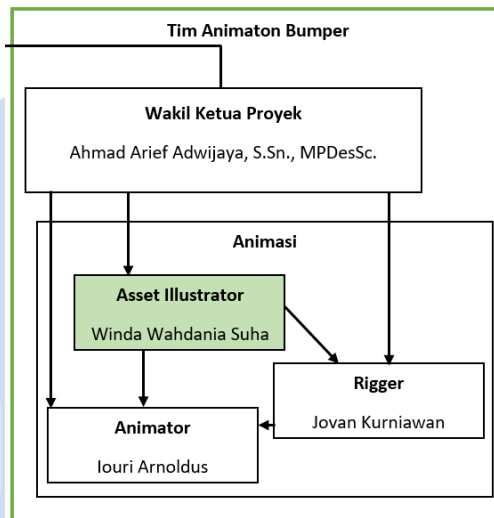 Tim Animaton Bumper
Wakil Ketua Proyek
Ahmad Arief Adwijaya, S.Sn., MPDesSc.
Animasi
Asset Illustrator
Winda Wahdania Suha
Rigger
Jovan Kurniawan
Animator
Iouri Arnoldus